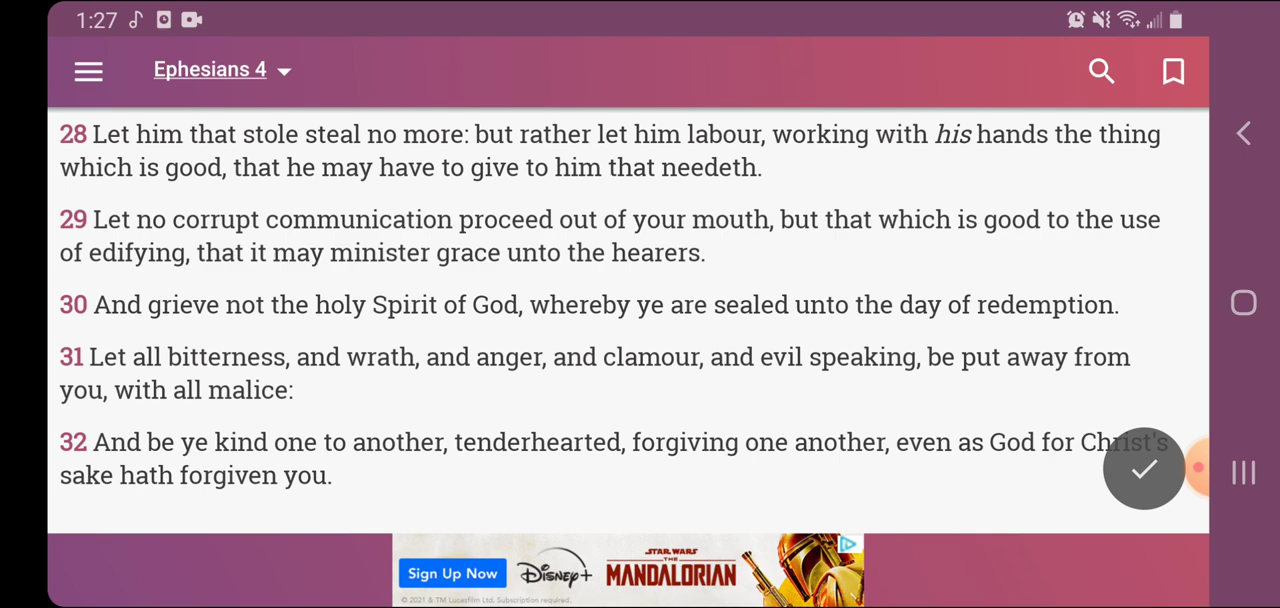 1:27
Ephesians 4
28 Let him that stole steal no more: but rather let him labour, working with his hands the thing
which is good, that he may have to give to him that needeth.
29 Let no corrupt communication proceed out of your mouth, but that which is good to the use
of edifying, that it may minister grace unto the hearers.
30 And grieve not the holy Spirit of God, whereby ye are sealed unto the day of redemption.
31 Let all bitterness, and wrath, and anger, and clamour, and evil speaking, be put away from
you, with all malice:
32 And be ye kind one to another, tenderhearted, forgiving one another, even as God for Christ's
sake hath forgiven you.
Sign Up Now
Disney+
STAR WARS
THE
MANDALORIAN
© 2021 & TM Lucasfilm Ltd. Subscription required.